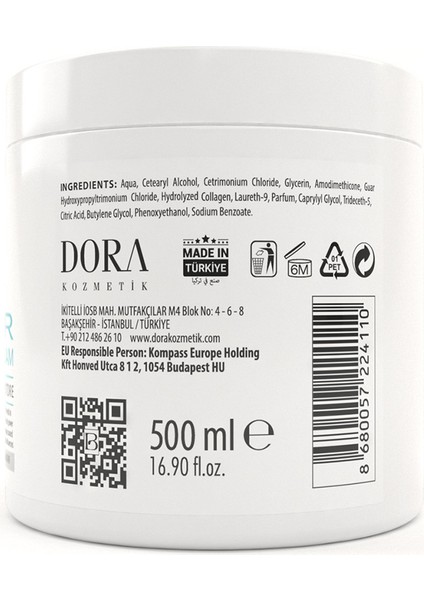 INGREDIENTS: Aqua, Cetearyl Alcohol, Cetrimonium Chloride, Glycerin, Amodimethicone, Guar
Hydroxypropyltrimonium Chloride, Hydrolyzed Collagen, Laureth-9, Parfum, Caprylyl Glycol, Trideceth-5,
Citric Acid, Butylene Glycol, Phenoxyethanol, Sodium Benzoate.
DORA
KOZMETİK
MADE IN
TÜRKİYE
صنع في تركيا
6M
01
PET
İKİTELLİ İOSB MAH. MUTFAKÇILAR M4 Blok No: 4 - 6 - 8
BAŞAKŞEHİR - İSTANBUL / TÜRKİYE
T.+90 212 486 26 10 www.dorakozmetik.com
EU Responsible Person: Kompass Europe Holding
Kft Honved Utca 8 1 2, 1054 Budapest HU
B
500 ml e
16.90 fl.oz.
8 680057 224110
R